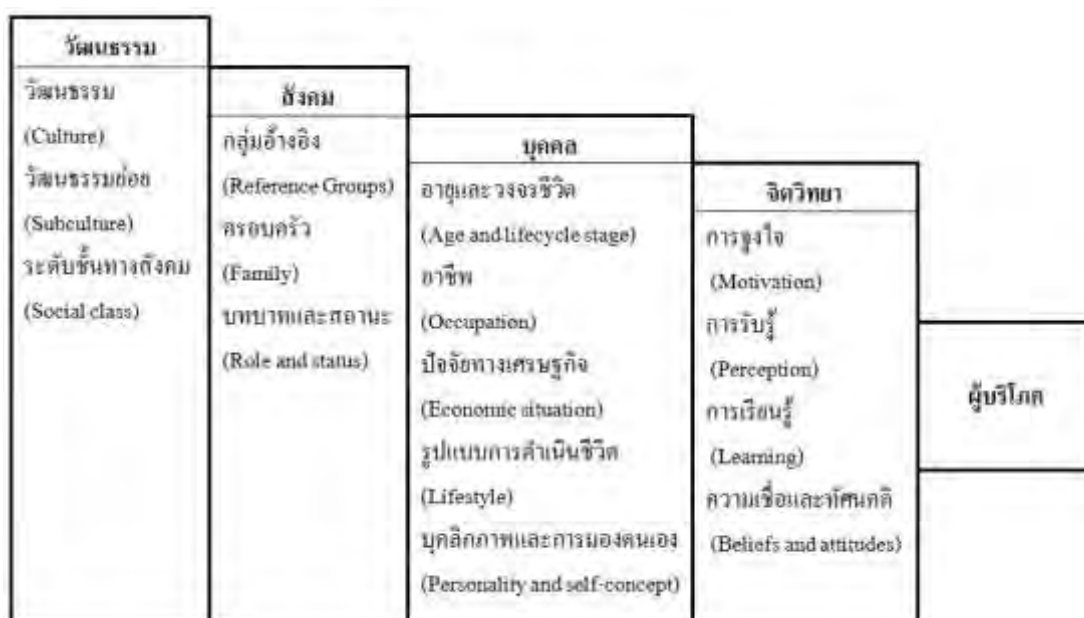 วัฒนธรรม
วัฒนธรรม
(Culture)
วัฒนธรรมย่อย
(Subculture)
ระดับชั้นทางสังคม
(Social class)
สังคม
กลุ่มอ้างอิง
(Reference Groups)
ครอบครัว
(Family)
บทบาทและสถานะ
(Role and status)
บุคคล
อายุและวงจรชีวิต
(Age and lifecycle stage)
อาชีพ
(Occupation)
ปัจจัยทางเศรษฐกิจ
(Economic situation)
รูปแบบการดำเนินชีวิต
(Lifestyle)
บุคลิกภาพและการมองตนเอง
(Personality and self-concept)
จิตวิทยา
การจูงใจ
(Motivation)
การรับรู้
(Perception)
การเรียนรู้
(Learning)
ความเชื่อและทัศนคติ
(Beliefs and attitudes)
ผู้บริโภค